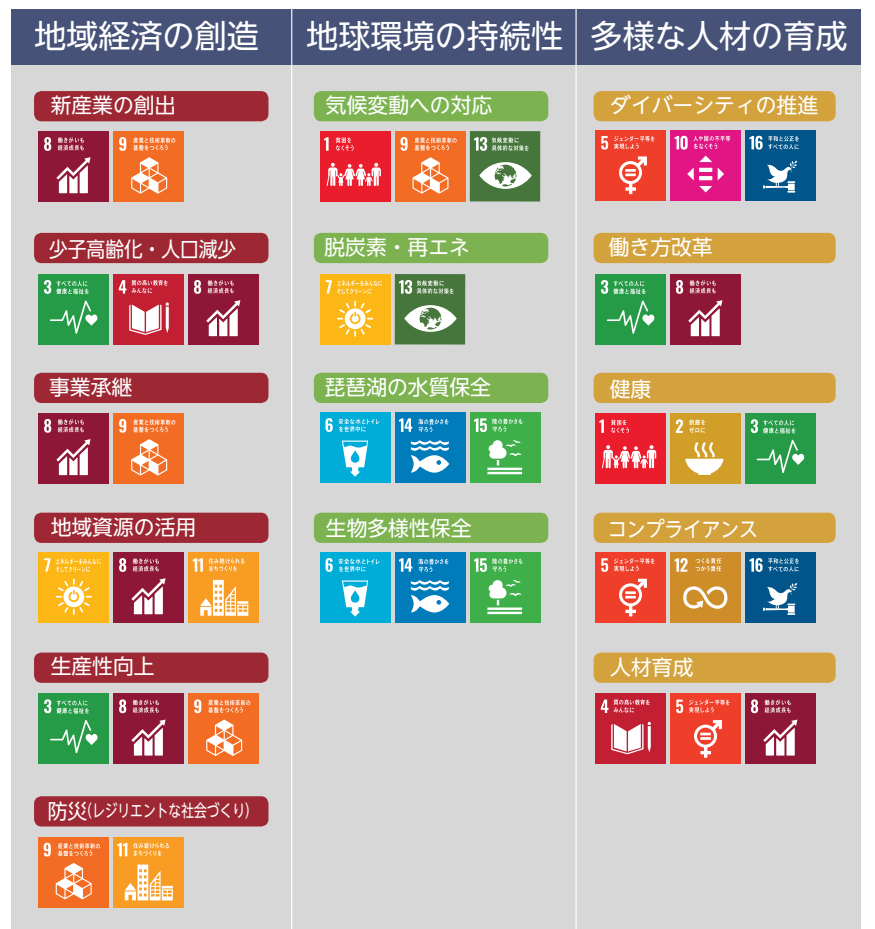 地域経済の創造
新産業の創出
8 働きがいも
経済成長も
9 産業と技術革新の
基盤をつくろう
少子高齢化・人口減少
3 すべての人に
健康と福祉を
4 質の高い教育を
みんなに
8 働きがいも
経済成長も
事業承継
8 働きがいも
経済成長も
9 産業と技術革新の
基盤をつくろう
地域資源の活用
7 エネルギーをみんなに
そしてクリーンに
8 働きがいも
経済成長も
11 住み続けられる
まちづくりを
生産性向上
3 すべての人に
健康と福祉を
8 働きがいも
経済成長も
9 産業と技術革新の
基盤をつくろう
防災(レジリエントな社会づくり)
9 産業と技術革新の
基盤をつくろう
11 住み続けられる
まちづくりを
地球環境の持続性
気候変動への対応
1 貧困を
なくそう
9 産業と技術革新の
基盤をつくろう
13 気候変動に
具体的な対策を
脱炭素・再エネ
7 エネルギーをみんなに
そしてクリーンに
13 気候変動に
具体的な対策を
琵琶湖の水質保全
6 安全な水とトイレ
を世界中に
14 海の豊かさを
守ろう
15 陸の豊かさも
守ろう
生物多様性保全
6 安全な水とトイレ
を世界中に
14 海の豊かさを
守ろう
15 陸の豊かさも
守ろう
多様な人材の育成
ダイバーシティの推進
5 ジェンダー平等を
実現しよう
10 人や国の不平等
をなくそう
16 平和と公正を
すべての人に
働き方改革
3 すべての人に
健康と福祉を
8 働きがいも
経済成長も
健康
1 貧困を
なくそう
2 飢餓を
ゼロに
3 すべての人に
健康と福祉を
コンプライアンス
5 ジェンダー平等を
実現しよう
12 つくる責任
つかう責任
16 平和と公正を
すべての人に
人材育成
4 質の高い教育を
みんなに
5 ジェンダー平等を
実現しよう
8 働きがいも
経済成長も